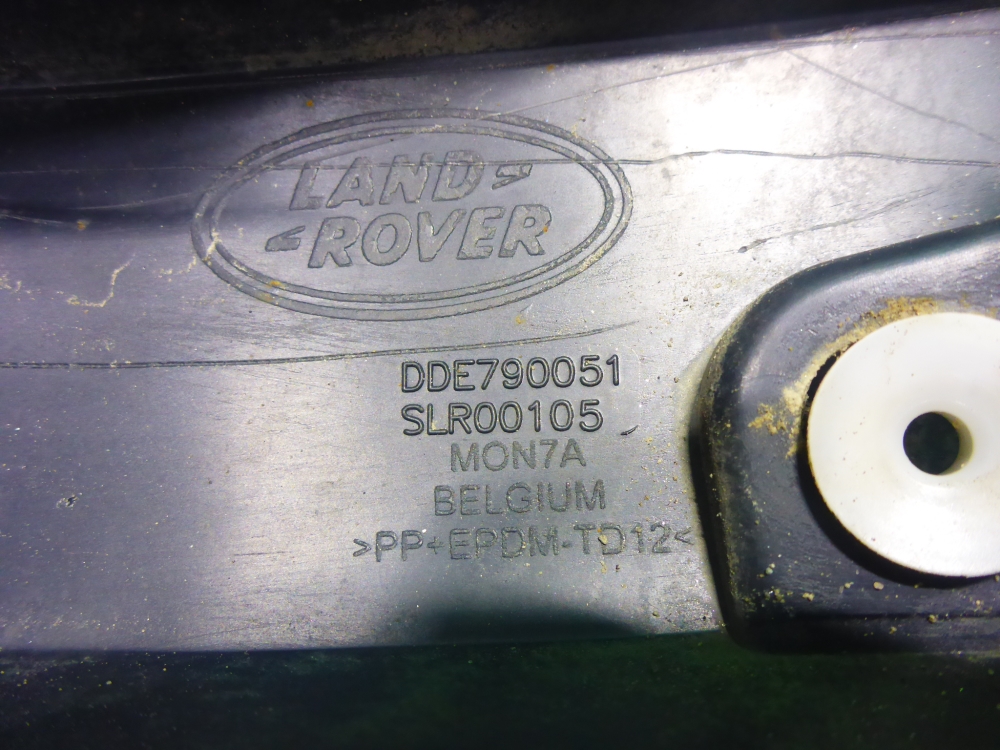 LAND
ROVER
DDE790051
SLR00105
MON7A
BELGIUM
>PP+EPDM-TD12<